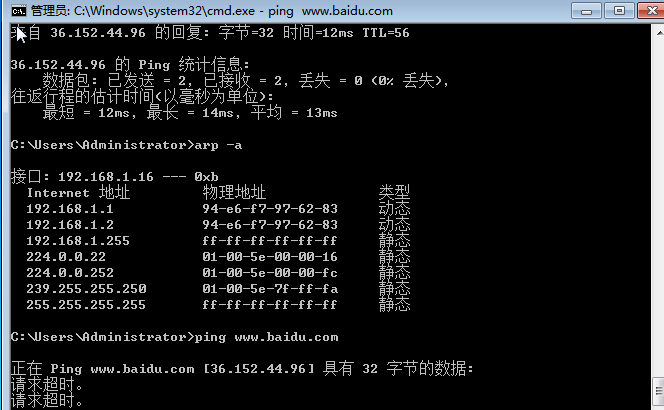 管理员: C:\Windows\system32\cmd.exe - ping  www.baidu.com
来自 36.152.44.96 的回复: 字节=32 时间=12ms TTL=56
36.152.44.96 的 Ping 统计信息:
数据包: 已发送 = 2, 已接收 = 2, 丢失 = 0 (0% 丢失),
往返行程的估计时间(以毫秒为单位):
最短 = 12ms, 最长 = 14ms, 平均 = 13ms
C:\Users\Administrator>arp -a
接口: 192.168.1.16 --- 0xb
Internet 地址 物理地址 类型
192.168.1.1 94-e6-f7-97-62-83 动态
192.168.1.2 94-e6-f7-97-62-83 动态
192.168.1.255 ff-ff-ff-ff-ff-ff 静态
224.0.0.22 01-00-5e-00-00-16 静态
224.0.0.252 01-00-5e-00-00-fc 静态
239.255.255.250 01-00-5e-7f-ff-fa 静态
255.255.255.255 ff-ff-ff-ff-ff-ff 静态
C:\Users\Administrator>ping www.baidu.com
正在 Ping www.baidu.com [36.152.44.96] 具有 32 字节的数据:
请求超时。
请求超时。